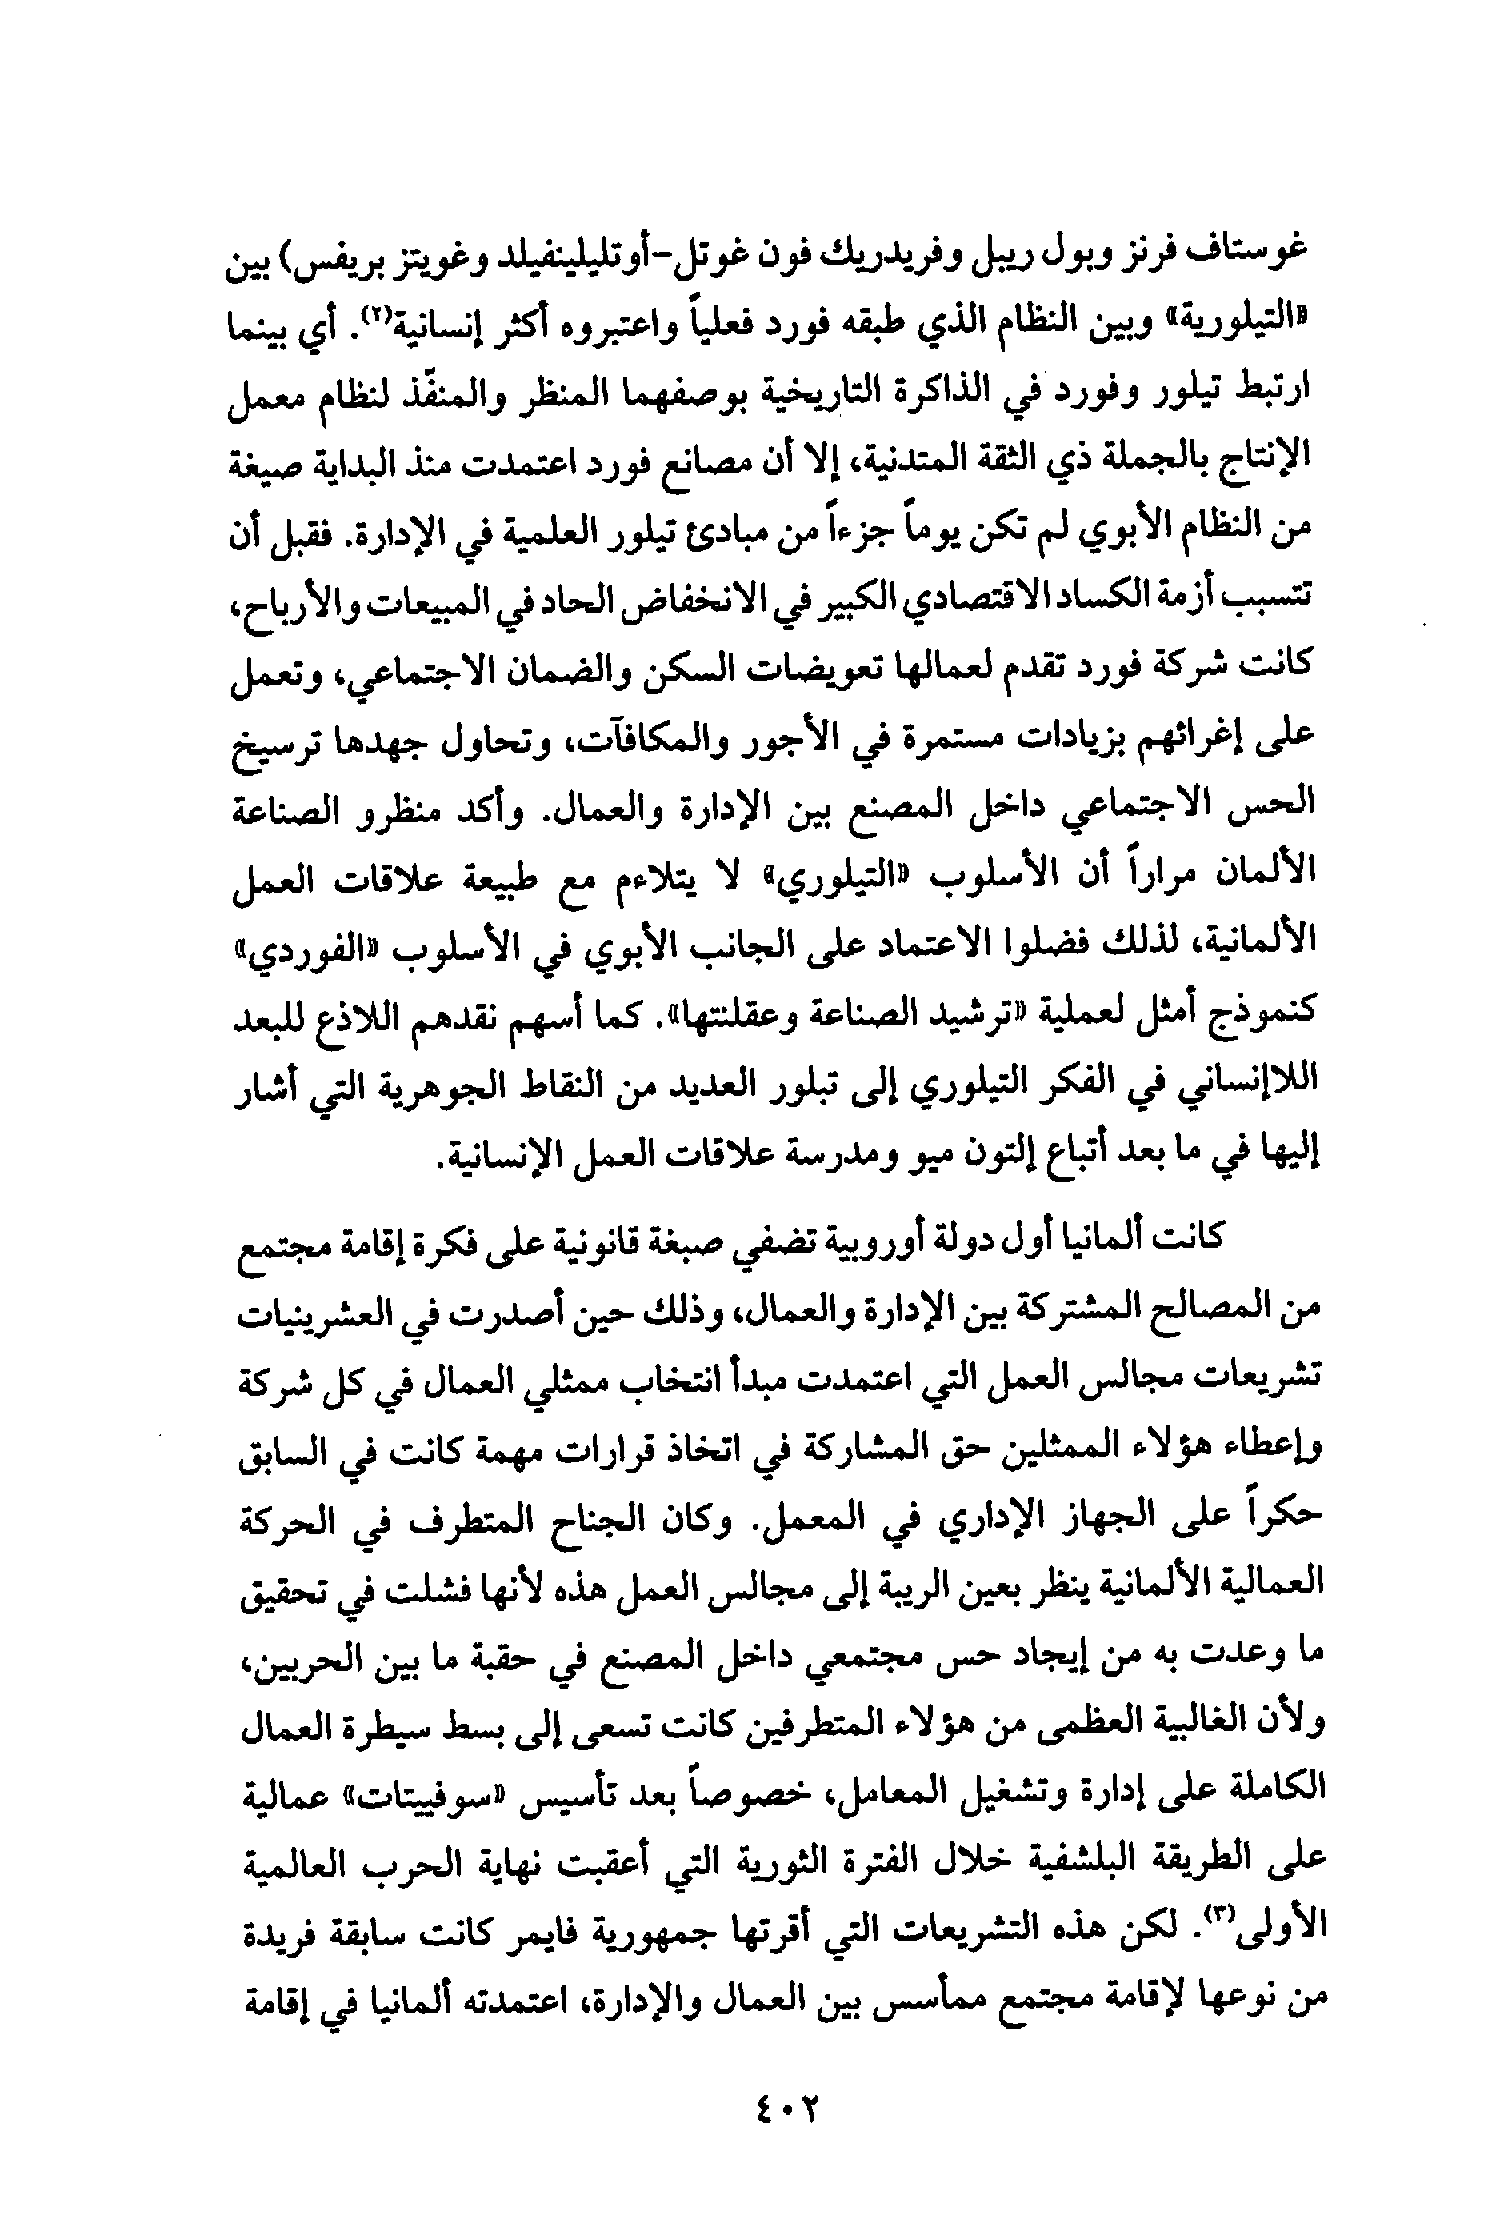 غوستاف فرنز وبول ريبل وفريدريك فون غوتل-أوتليلينفيلد وغويتز بريفس) بين
«التيلورية» وبين النظام الذي طبقه فورد فعلياً واعتبروه أكثر إنسانية(٢). أي بينما
ارتبط تيلور وفورد في الذاكرة التاريخية بوصفهما المنظر والمنفّذ لنظام معمل
الإنتاج بالجملة ذي الثقة المتدنية، إلا أن مصانع فورد اعتمدت منذ البداية صيغة
من النظام الأبوي لم تكن يوماً جزءاً من مبادئ تيلور العلمية في الإدارة. فقبل أن
تتسبب أزمة الكساد الاقتصادي الكبير في الانخفاض الحاد في المبيعات والأرباح،
كانت شركة فورد تقدم لعمالها تعويضات السكن والضمان الاجتماعي، وتعمل
على إغرائهم بزيادات مستمرة في الأجور والمكافآت، وتحاول جهدها ترسيخ
الحس الاجتماعي داخل المصنع بين الإدارة والعمال. وأكد منظرو الصناعة
الألمان مراراً أن الأسلوب «التيلوري» لا يتلاءم مع طبيعة علاقات العمل
الألمانية، لذلك فضلوا الاعتماد على الجانب الأبوي في الأسلوب «الفوردي»
كنموذج أمثل لعملية «ترشيد الصناعة وعقلنتها». كما أسهم نقدهم اللاذع للبعد
اللاإنساني في الفكر التيلوري إلى تبلور العديد من النقاط الجوهرية التي أشار
إليها في ما بعد أتباع إلتون ميو ومدرسة علاقات العمل الإنسانية.
كانت ألمانيا أول دولة أوروبية تضفي صبغة قانونية على فكرة إقامة مجتمع
من المصالح المشتركة بين الإدارة والعمال، وذلك حين أصدرت في العشرينيات
تشريعات مجالس العمل التي اعتمدت مبدأ انتخاب ممثلي العمال في كل شركة
وإعطاء هؤلاء الممثلين حق المشاركة في اتخاذ قرارات مهمة كانت في السابق
حكراً على الجهاز الإداري في المعمل. وكان الجناح المتطرف في الحركة
العمالية الألمانية ينظر بعين الريبة إلى مجالس العمل هذه لأنها فشلت في تحقيق
ما وعدت به من إيجاد حس مجتمعي داخل المصنع في حقبة ما بين الحربين،
ولأن الغالبية العظمى من هؤلاء المتطرفين كانت تسعى إلى بسط سيطرة العمال
الكاملة على إدارة وتشغيل المعامل، خصوصاً بعد تأسيس «سوفييتات» عمالية
على الطريقة البلشفية خلال الفترة الثورية التي أعقبت نهاية الحرب العالمية
الأولى(٣). لكن هذه التشريعات التي أقرتها جمهورية فايمر كانت سابقة فريدة
من نوعها لإقامة مجتمع ممأسس بين العمال والإدارة، اعتمدته ألمانيا في إقامة
٤٠٢